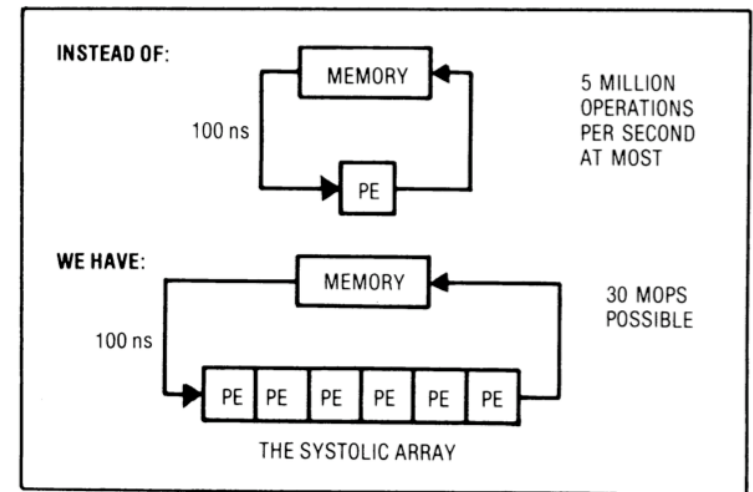 INSTEAD OF:
MEMORY
100 ns
PE
5 MILLION
OPERATIONS
PER SECOND
AT MOST
WE HAVE:
MEMORY
100 ns
PE PE PE PE PE PE
30 MOPS
POSSIBLE
THE SYSTOLIC ARRAY